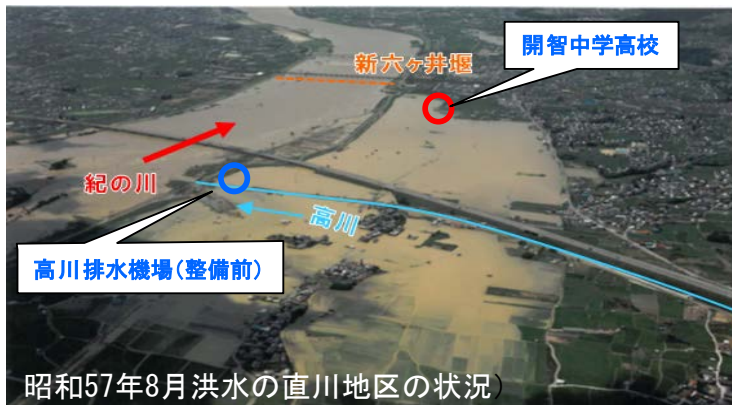 開智中学高校
新六ヶ井堰
紀の川
高川
高川排水機場(整備前)
昭和57年8月洪水の直川地区の状況)